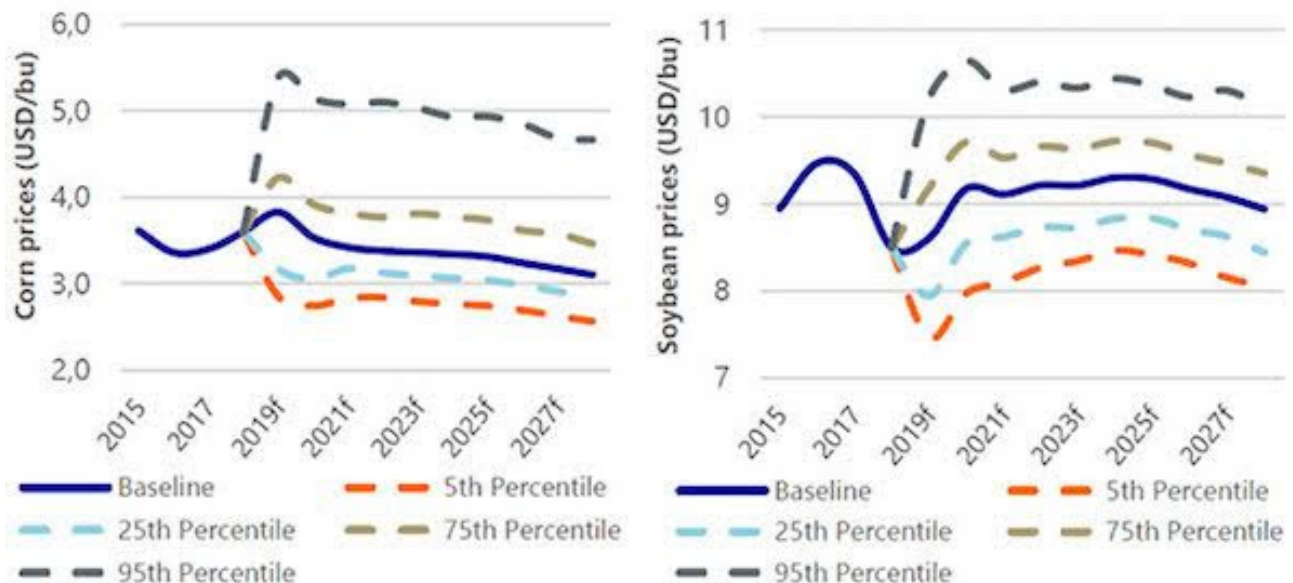 Corn prices (USD/bu)
6,0
5,0
4,0
3,0
2,0
2015
2017
2019f
2021f
2023f
2025f
2027f
Baseline
5th Percentile
25th Percentile
75th Percentile
95th Percentile
Soybean prices (USD/bu)
11
10
9
8
7
2015
2017
2019f
2021f
2023f
2025f
2027f
Baseline
5th Percentile
25th Percentile
75th Percentile
95th Percentile